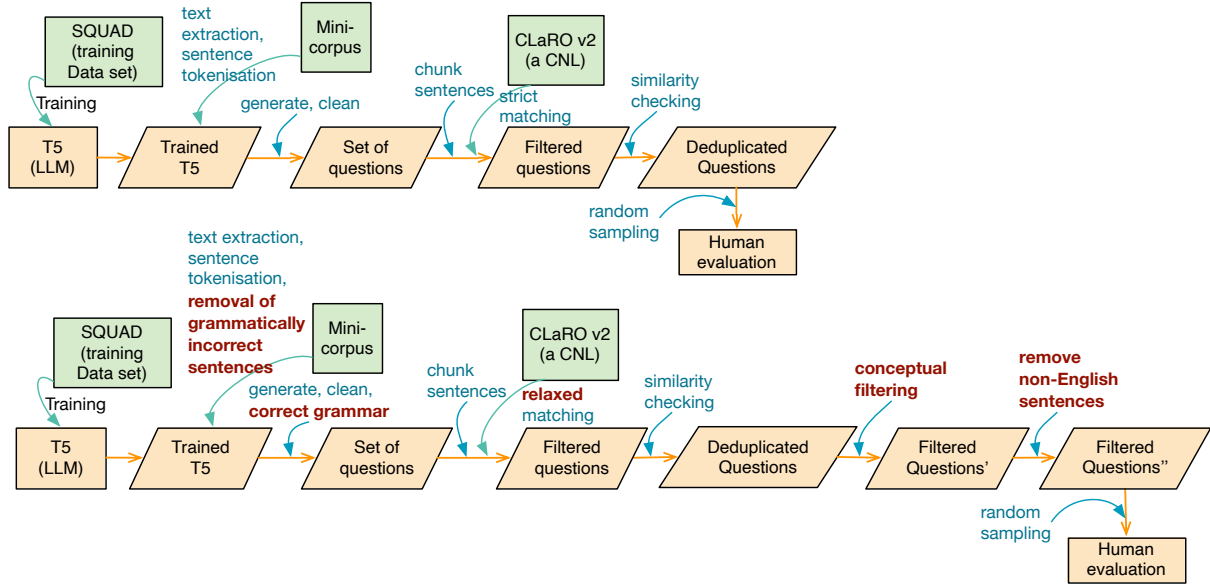 SQUAD
(training
Data set)
text
extraction,
sentence
tokenisation
Mini-
corpus
CLaRO v2
(a CNL)
Training
generate, clean
chunk
sentences
strict
matching
similarity
checking
T5
(LLM)
Trained
T5
Set of
questions
Filtered
questions
Deduplicated
Questions
random
sampling
Human
evaluation
text extraction,
sentence
tokenisation,
removal of
grammatically
incorrect
sentences
SQUAD
(training
Data set)
Mini-
corpus
CLaRO v2
(a CNL)
Training
generate, clean,
correct grammar
chunk
sentences
relaxed
matching
similarity
checking
conceptual
filtering
remove
non-English
sentences
T5
(LLM)
Trained
T5
Set of
questions
Filtered
questions
Deduplicated
Questions
Filtered
Questions'
Filtered
Questions''
random
sampling
Human
evaluation